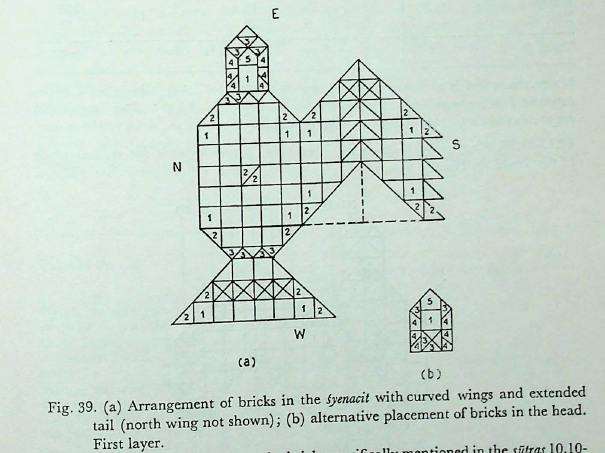 E
3
3 3
4 5 4
4 1 4
4 4
3 3 3
2 2 2 2
1 1 1 1 2
N S
2
2
1 1
1 1 2 2 2
2 2
3 3 3
2 2
2 1 1 2
W
5
3 3
4 1 4
4 3 4
4 3 4
(a)
(b)
Fig. 39. (a) Arrangement of bricks in the śyenacit with curved wings and extended
tail (north wing not shown); (b) alternative placement of bricks in the head.
First layer.
mentioned in the sūtras 10.10-